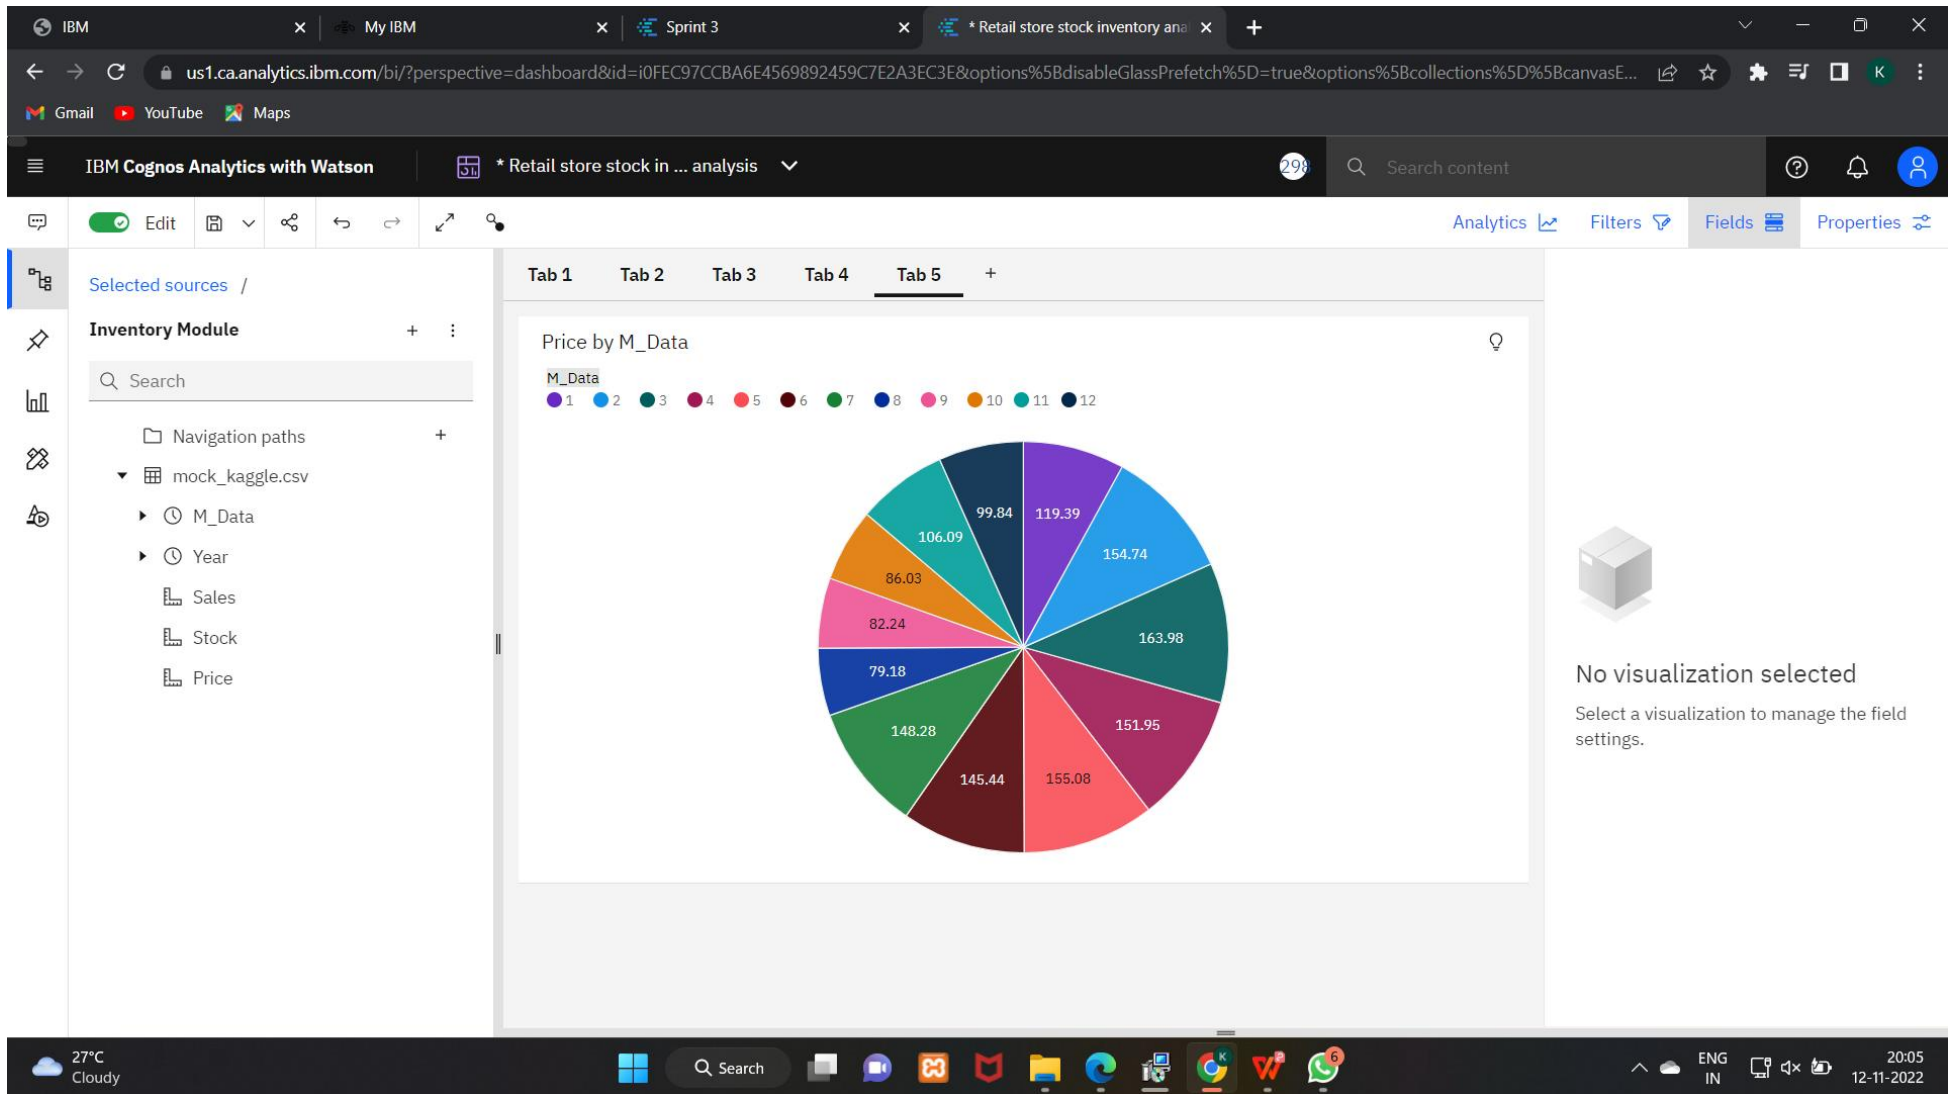 IBM
My IBM
Sprint 3
* Retail store stock inventory ana
us1.ca.analytics.ibm.com/bi/?perspective=dashboard&id=i0FEC97CCBA6E4569892459C7E2A3EC3E&options%5BdisableGlassPrefetch%5D=true&options%5Bcollections%5D%5BcanvasE...
K
Gmail
YouTube
Maps
IBM Cognos Analytics with Watson
* Retail store stock in ... analysis
298
Search content
Edit
Analytics
Filters
Fields
Properties
Selected sources /
Inventory Module
Search
Navigation paths
mock_kaggle.csv
M_Data
Year
Sales
Stock
Price
Tab 1
Tab 2
Tab 3
Tab 4
Tab 5
Price by M_Data
M_Data
1 2 3 4 5 6 7 8 9 10 11 12
99.84
119.39
106.09
154.74
86.03
82.24
163.98
79.18
151.95
148.28
145.44
155.08
No visualization selected
Select a visualization to manage the field
settings.
27°C
Cloudy
Search
K
6
ENG
IN
20:05
12-11-2022